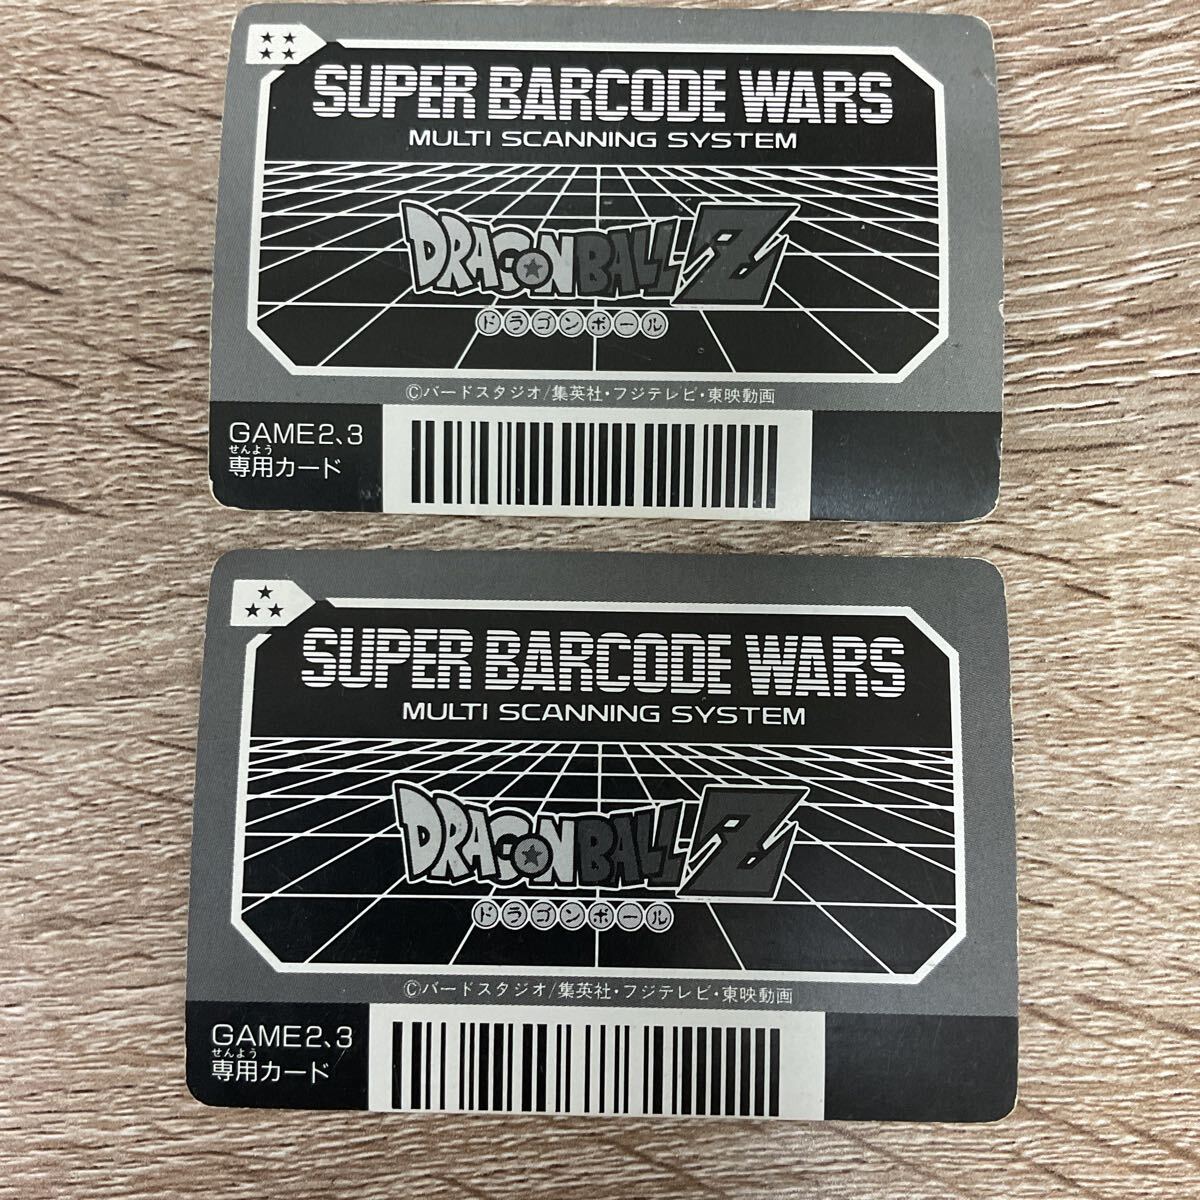 SUPER BARCODE WARS
MULTI SCANNING SYSTEM
DRAGONBALL Z
ドラゴンボール
©バードスタジオ/集英社・フジテレビ・東映動画
GAME2、3
せんよう
専用カード
SUPER BARCODE WARS
MULTI SCANNING SYSTEM
DRAGONBALL Z
ドラゴンボール
©バードスタジオ/集英社・フジテレビ・東映動画
GAME2、3
せんよう
専用カード